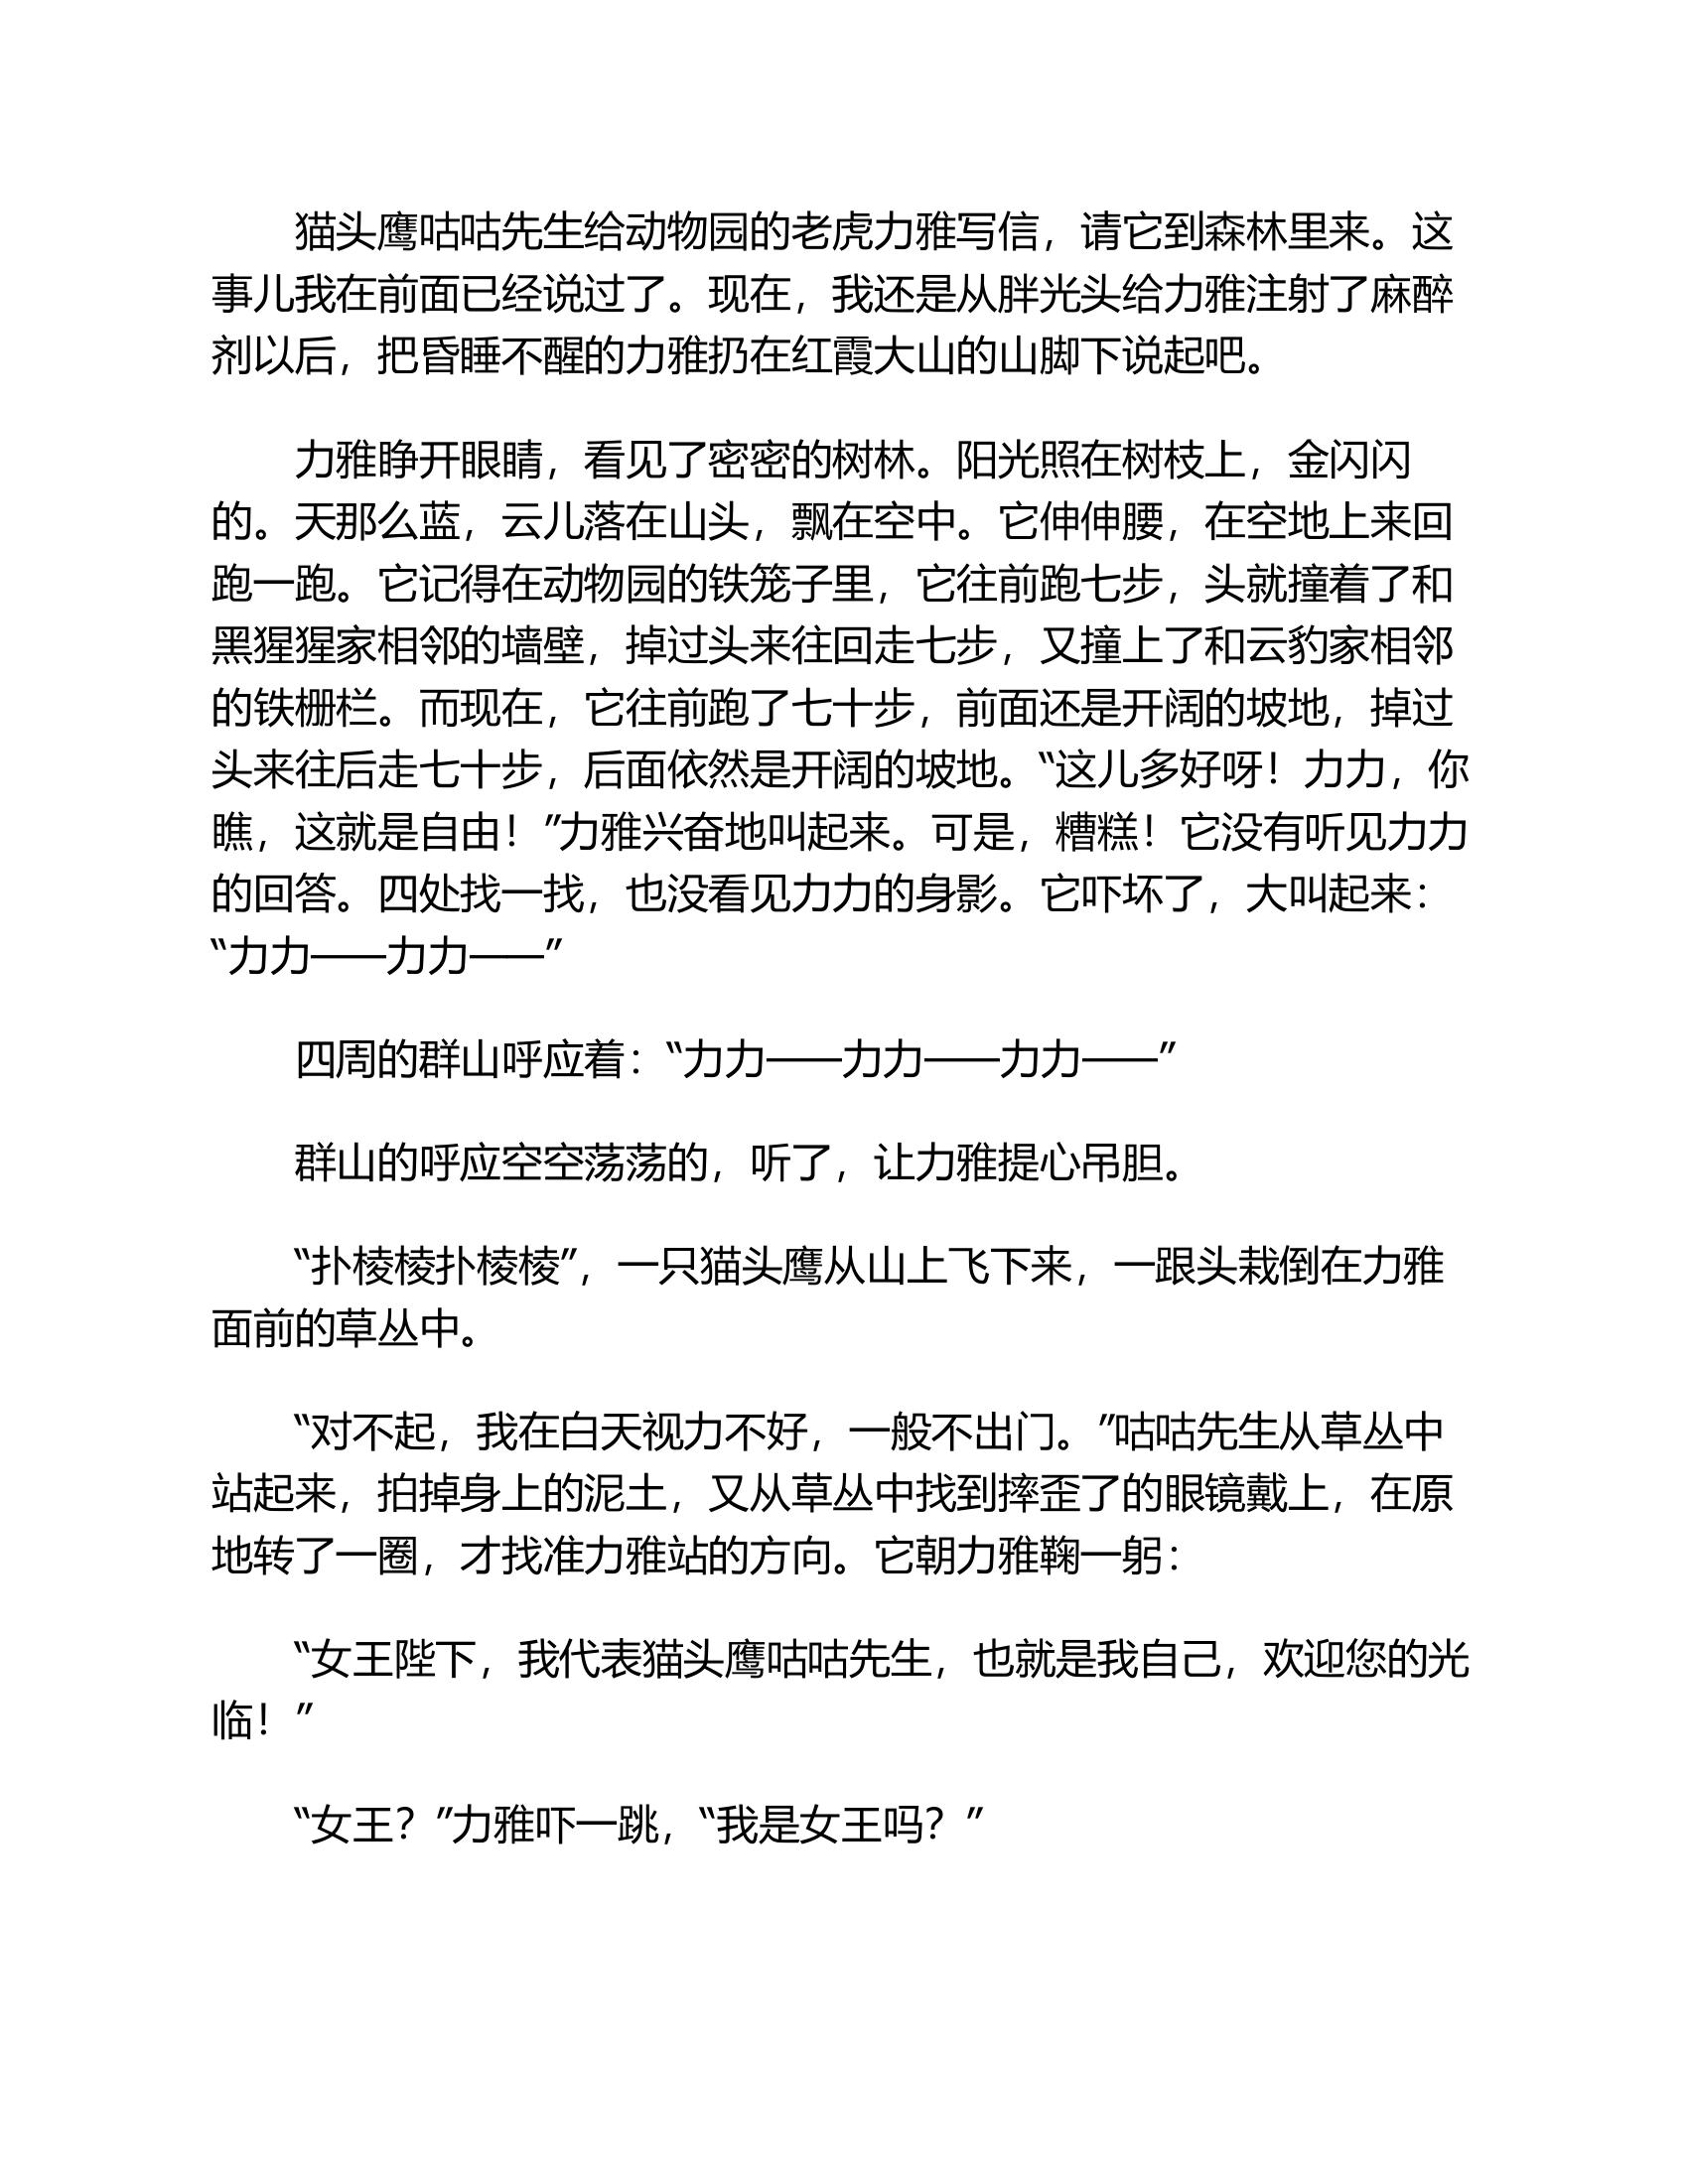 猫头鹰咕咕先生给动物园的老虎力雅写信，请它到森林里来。这
事儿我在前面已经说过了。现在，我还是从胖光头给力雅注射了麻醉
剂以后，把昏睡不醒的力雅扔在红霞大山的山脚下说起吧。
力雅睁开眼睛，看见了密密的树林。阳光照在树枝上，金闪闪
的。天那么蓝，云儿落在山头，飘在空中。它伸伸腰，在空地上来回
跑一跑。它记得在动物园的铁笼子里，它往前跑七步，头就撞着了和
黑猩猩家相邻的墙壁，掉过头来往回走七步，又撞上了和云豹家相邻
的铁栅栏。而现在，它往前跑了七十步，前面还是开阔的坡地，掉过
头来往后走七十步，后面依然是开阔的坡地。“这儿多好呀！力力，你
瞧，这就是自由！”力雅兴奋地叫起来。可是，糟糕！它没有听见力力
的回答。四处找一找，也没看见力力的身影。它吓坏了，大叫起来：
“力力——力力——”
四周的群山呼应着：“力力——力力——力力——”
群山的呼应空空荡荡的，听了，让力雅提心吊胆。
“扑棱棱扑棱棱”，一只猫头鹰从山上飞下来，一跟头栽倒在力雅
面前的草丛中。
“对不起，我在白天视力不好，一般不出门。”咕咕先生从草丛中
站起来，拍掉身上的泥土，又从草丛中找到摔歪了的眼镜戴上，在原
地转了一圈，才找准力雅站的方向。它朝力雅鞠一躬：
“女王陛下，我代表猫头鹰咕咕先生，也就是我自己，欢迎您的光
临！”
“女王？”力雅吓一跳，“我是女王吗？”